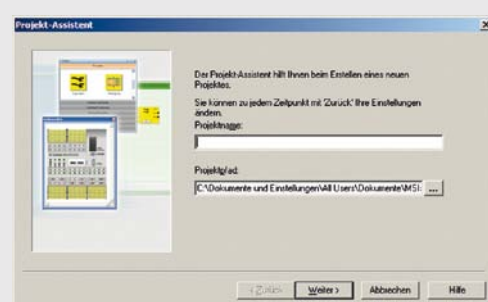 Projekt-Assistent
Der Projekt-Assistent hilft Ihnen beim Erstellen eines neuen
Projektes.
Sie können zu jedem Zeitpunkt mit 'Zurück' Ihre Einstellungen
ändern.
Projektname:
Projektpfad:
C:\Dokumente und Einstellungen\All Users\Dokumente\MSI
...
< Zurück
Weiter >
Abbrechen
Hilfe